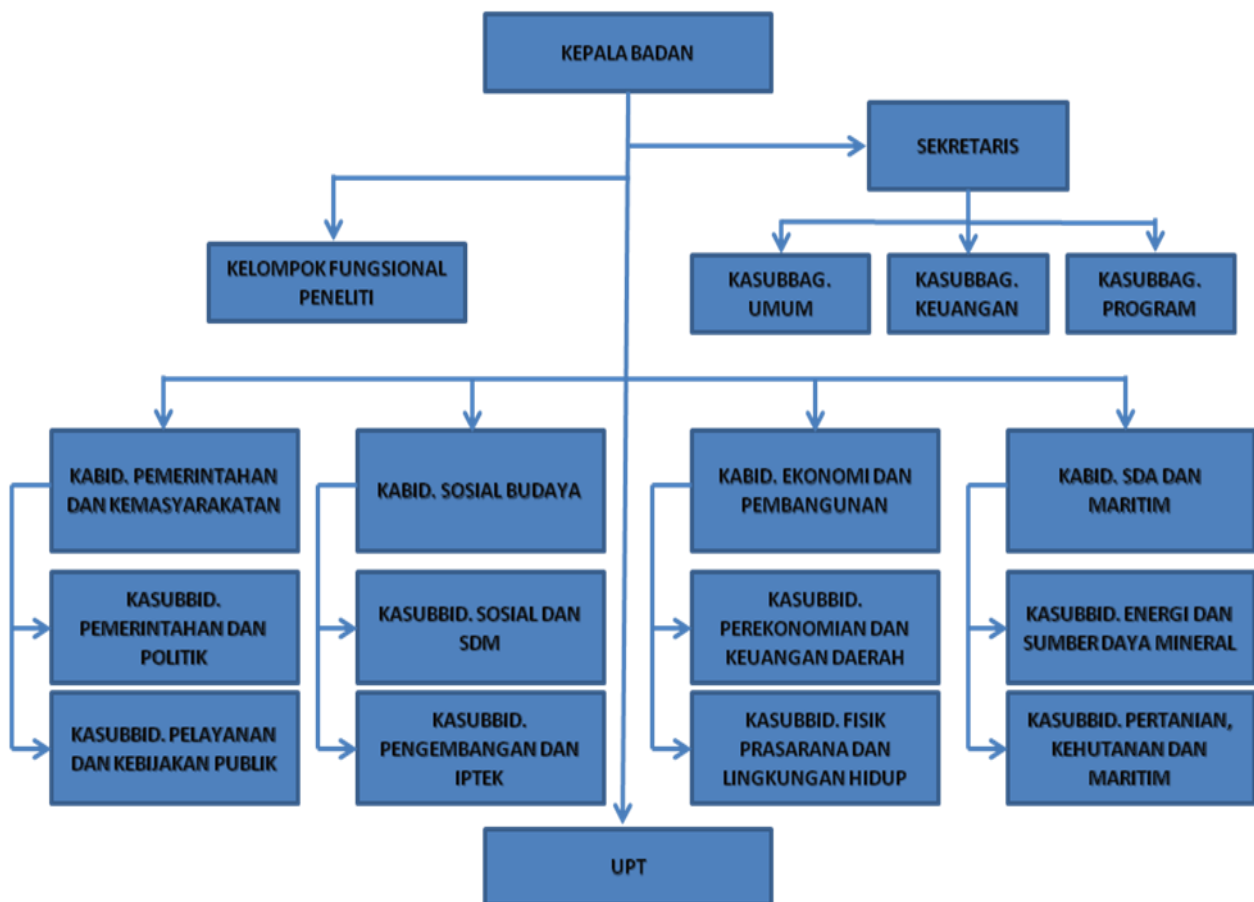 KEPALA BADAN
SEKRETARIS
KELOMPOK FUNGSIONAL
PENELITI
KASUBBAG.
UMUM
KASUBBAG.
KEUANGAN
KASUBBAG.
PROGRAM
KABID. PEMERINTAHAN
DAN KEMASYARAKATAN
KABID. SOSIAL BUDAYA
KABID. EKONOMI DAN
PEMBANGUNAN
KABID. SDA DAN
MARITIM
KASUBBID.
PEMERINTAHAN DAN
POLITIK
KASUBBID. SOSIAL DAN
SDM
KASUBBID.
PEREKONOMIAN DAN
KEUANGAN DAERAH
KASUBBID. ENERGI DAN
SUMBER DAYA MINERAL
KASUBBID. PELAYANAN
DAN KEBIJAKAN PUBLIK
KASUBBID.
PENGEMBANGAN DAN
IPTEK
KASUBBID. FISIK
PRASARANA DAN
LINGKUNGAN HIDUP
KASUBBID. PERTANIAN,
KEHUTANAN DAN
MARITIM
UPT